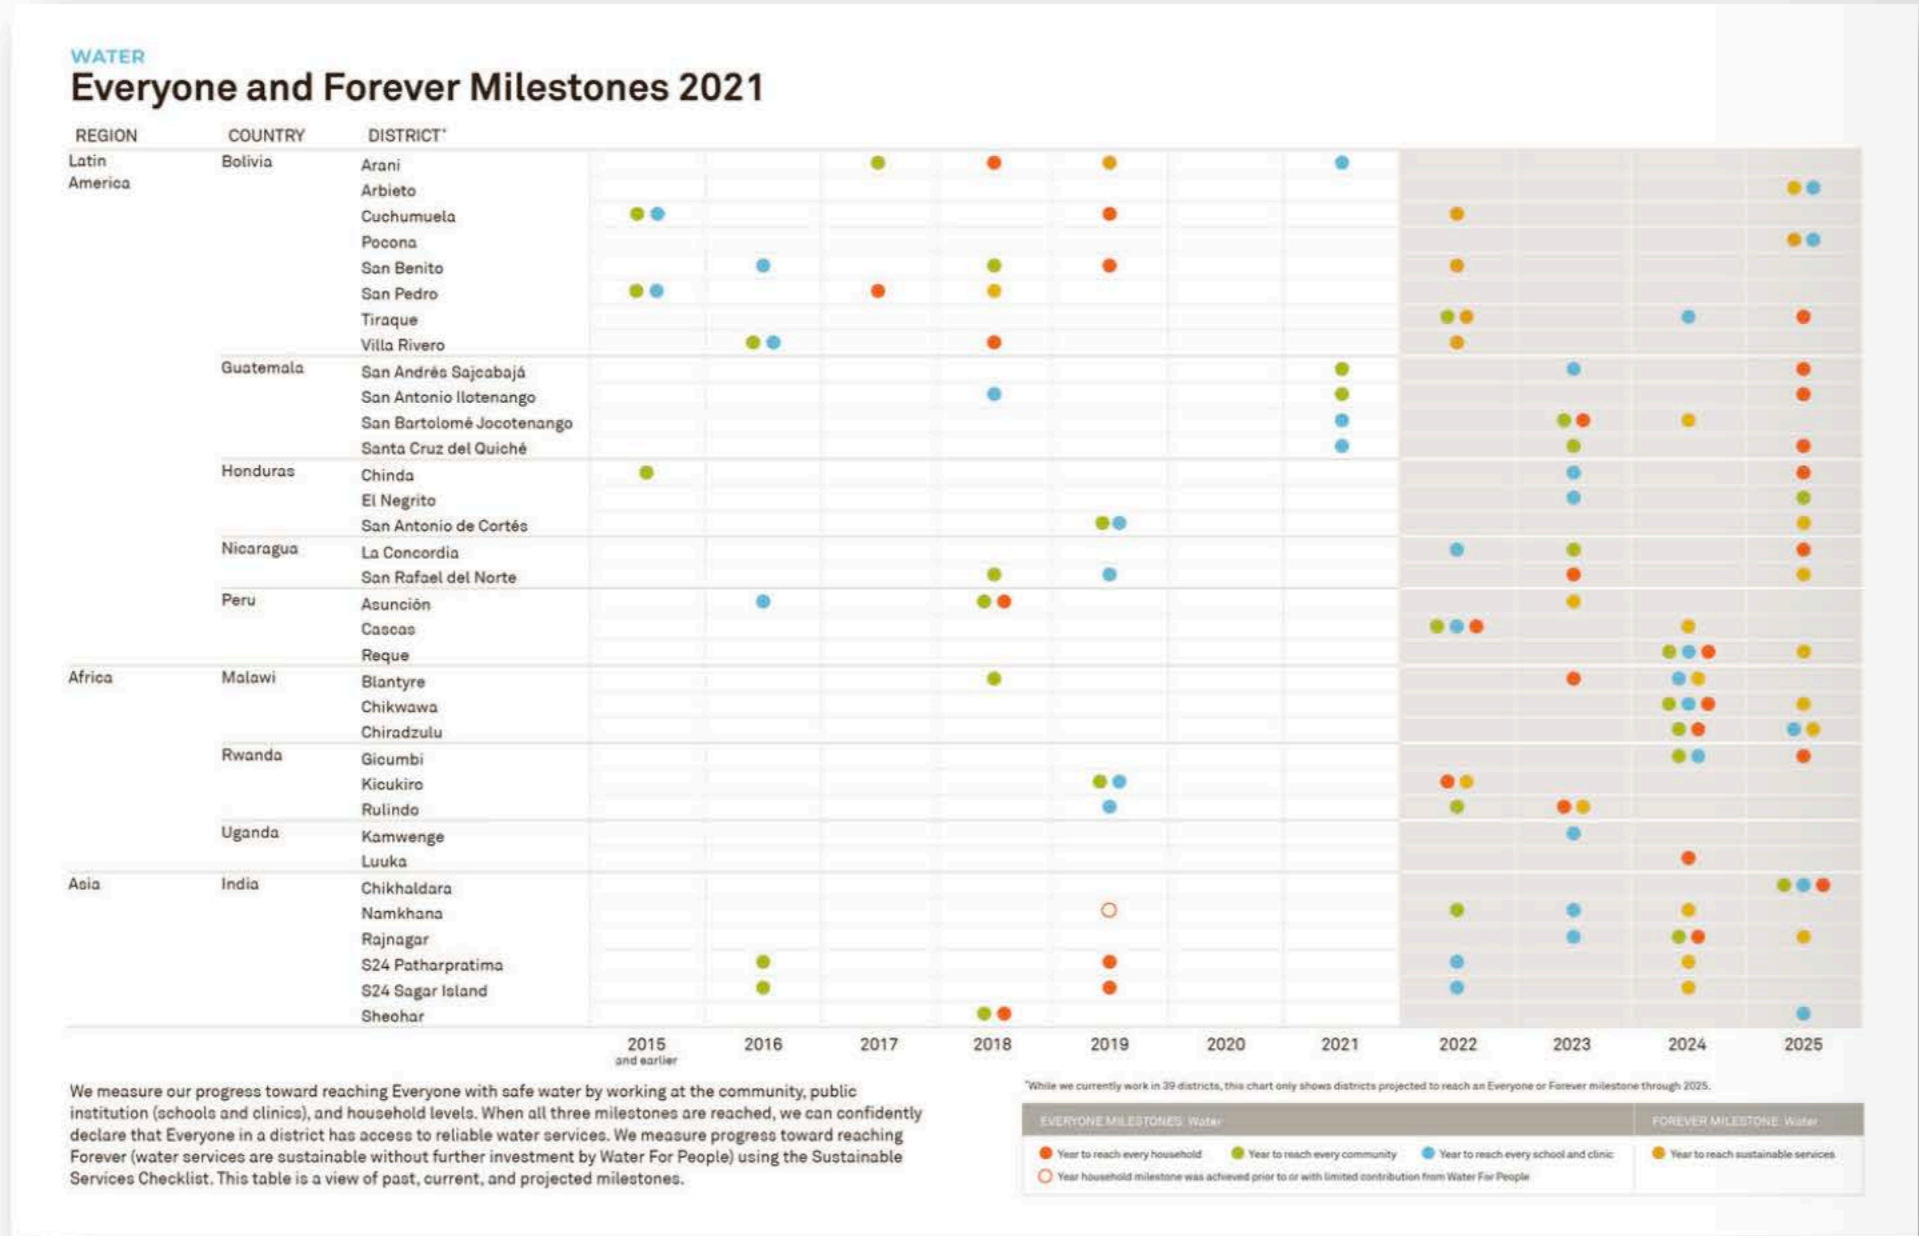 WATER
Everyone and Forever Milestones 2021
REGION COUNTRY DISTRICT*
Latin America Bolivia Arani
Arbieto
Cuchumuela
Pocona
San Benito
San Pedro
Tiraque
Villa Rivero
Guatemala San Andrés Sajcabajá
San Antonio Ilotenango
San Bartolomé Jocotenango
Santa Cruz del Quiché
Honduras Chinda
El Negrito
San Antonio de Cortés
Nicaragua La Concordia
San Rafael del Norte
Peru Asunción
Cascas
Reque
Africa Malawi Blantyre
Chikwawa
Chiradzulu
Rwanda Gicumbi
Kicukiro
Rulindo
Uganda Kamwenge
Luuka
Asia India Chikhaldara
Namkhana
Rajnagar
S24 Patharpratima
S24 Sagar Island
Sheohar
2015 and earlier 2016 2017 2018 2019 2020 2021 2022 2023 2024 2025
We measure our progress toward reaching Everyone with safe water by working at the community, public
institution (schools and clinics), and household levels. When all three milestones are reached, we can confidently
declare that Everyone in a district has access to reliable water services. We measure progress toward reaching
Forever (water services are sustainable without further investment by Water For People) using the Sustainable
Services Checklist. This table is a view of past, current, and projected milestones.
*While we currently work in 39 districts, this chart only shows districts projected to reach an Everyone or Forever milestone through 2025.
EVERYONE MILESTONES: Water FOREVER MILESTONE: Water
Year to reach every household Year to reach every community Year to reach every school and clinic Year to reach sustainable services
Year household milestone was achieved prior to or with limited contribution from Water For People